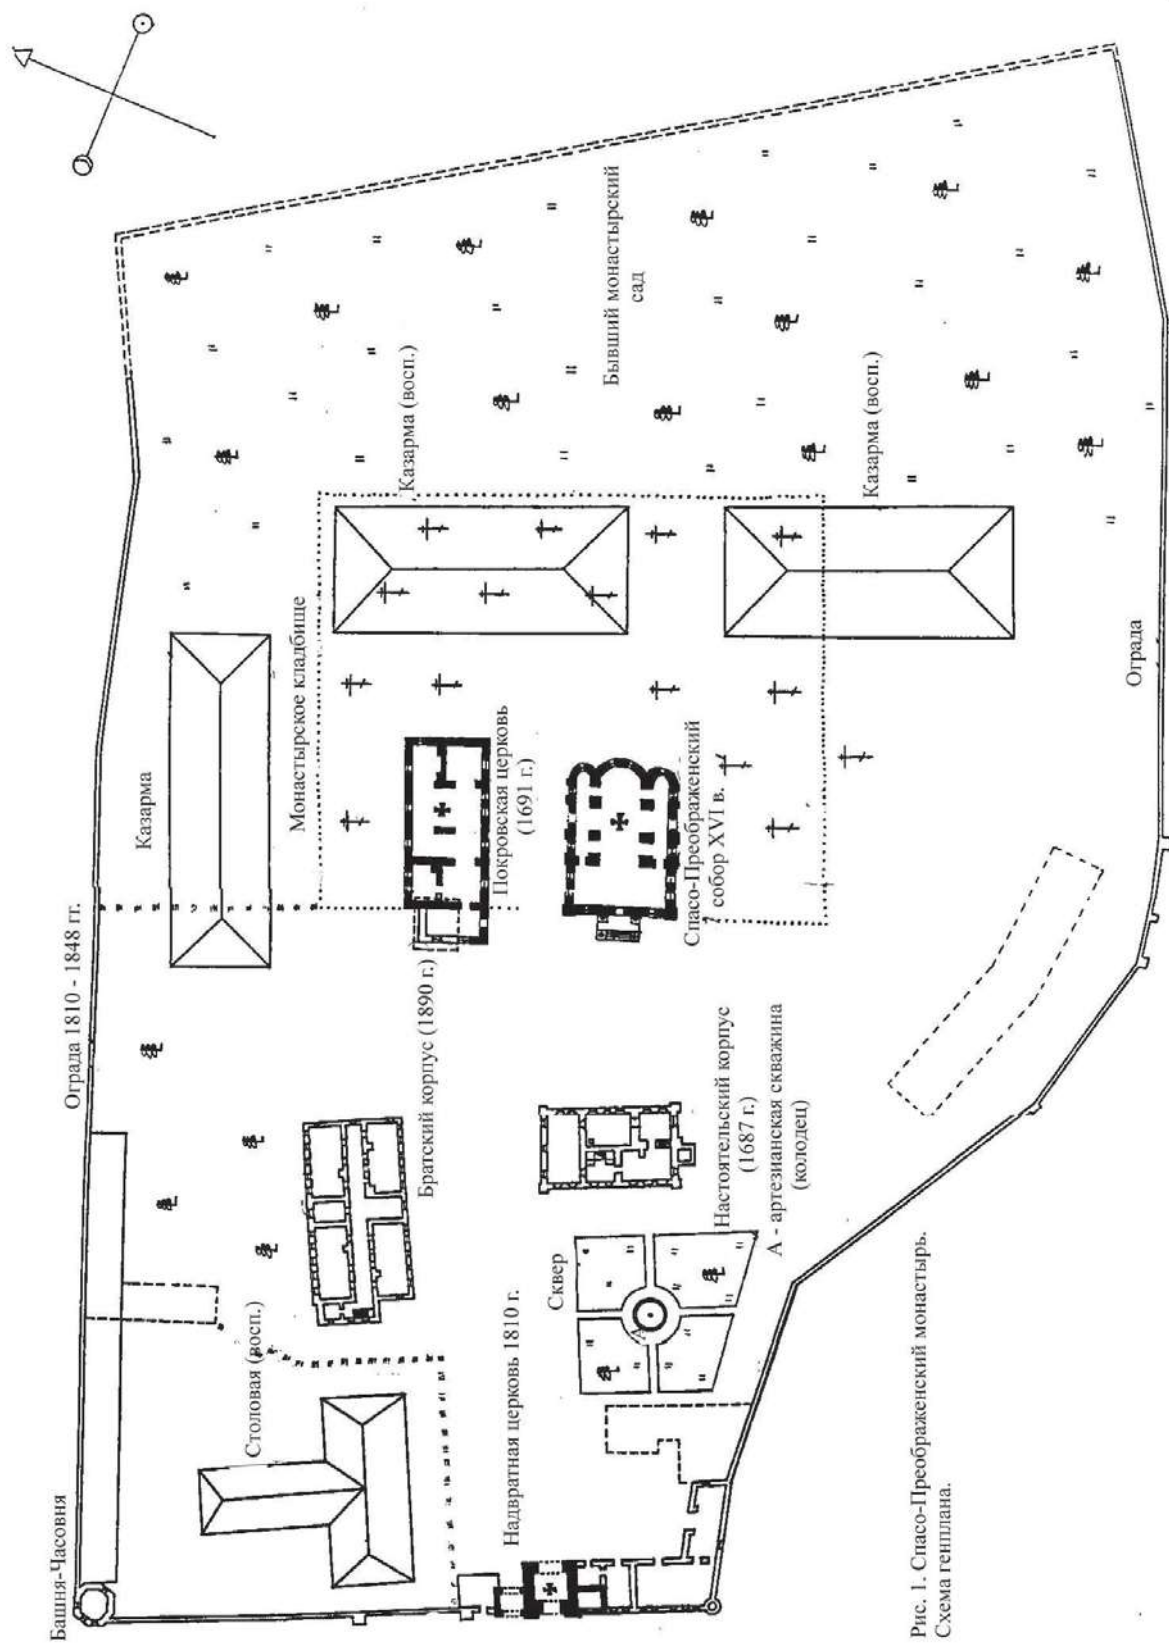 Башня-Часовня
Ограда 1810 - 1848 гг.
Казарма
Столовая (восп.)
Монастырское кладбище
Казарма (восп.)
Братский корпус (1890 г.)
Покровская церковь
(1691 г.)
Надвратная церковь 1810 г.
Сквер
А
Бывший монастырский
сад
Спасо-Преображенский
собор XVI в.
Настоятельский корпус
(1687 г.)
А - артезианская скважина
(колодец)
Казарма (восп.)
Ограда
Рис. 1. Спасо-Преображенский монастырь.
Схема генплана.